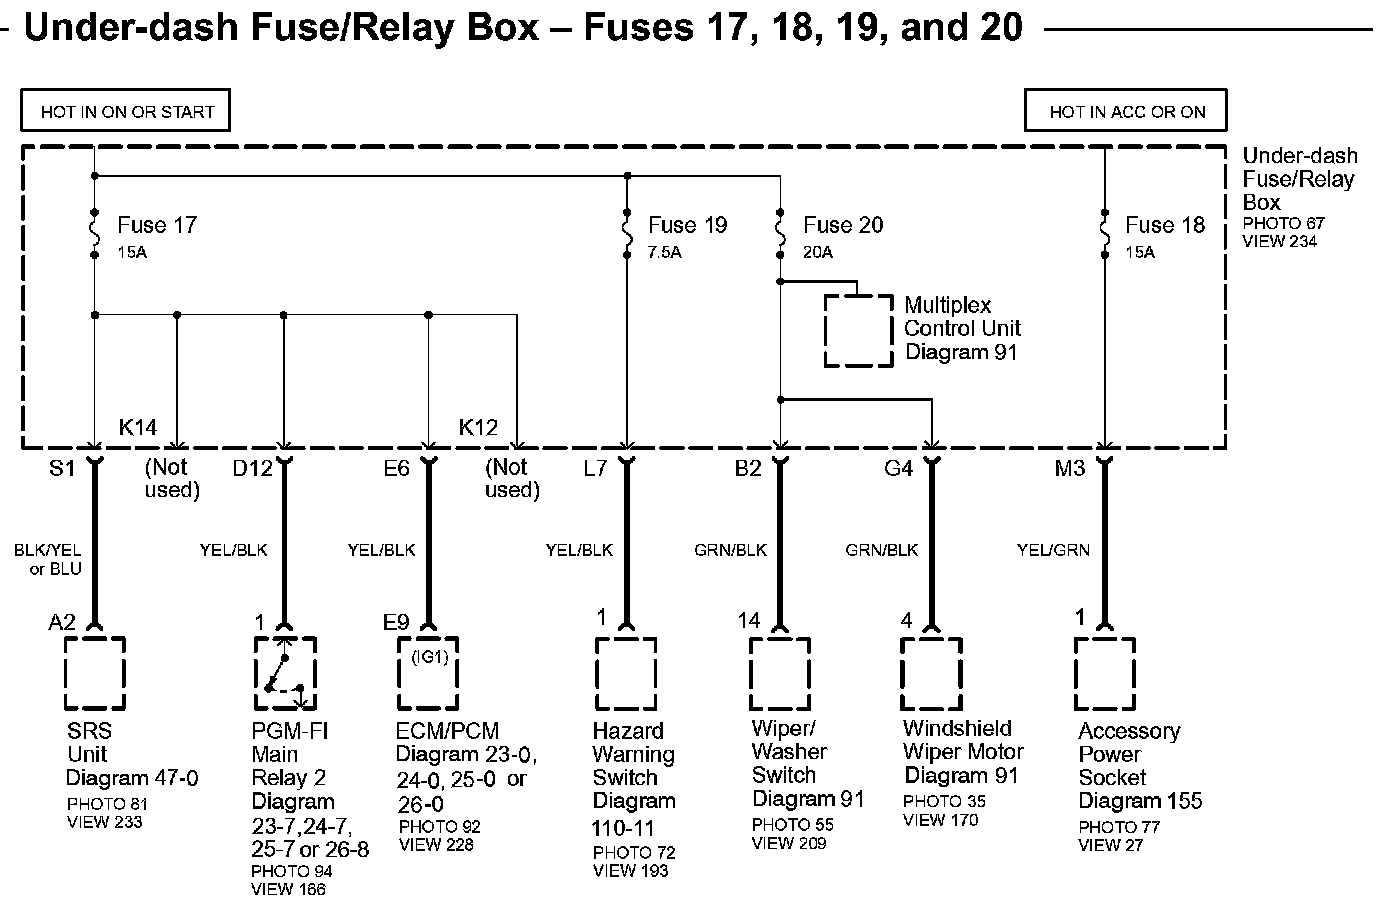 Under-dash Fuse/Relay Box – Fuses 17, 18, 19, and 20
HOT IN ON OR START
HOT IN ACC OR ON
Under-dash
Fuse/Relay
Box
PHOTO 67
VIEW 234
Fuse 17
15A
Fuse 19
7.5A
Fuse 20
20A
Fuse 18
15A
Multiplex
Control Unit
Diagram 91
K14
K12
S1
(Not
used)
D12
E6
(Not
used)
L7
B2
G4
M3
BLK/YEL
or BLU
YEL/BLK
YEL/BLK
YEL/BLK
GRN/BLK
GRN/BLK
YEL/GRN
A2
1
E9
1
14
4
1
(IG1)
SRS
Unit
Diagram 47-0
PHOTO 81
VIEW 233
PGM-FI
Main
Relay 2
Diagram
23-7,24-7,
25-7 or 26-8
PHOTO 94
VIEW 166
ECM/PCM
Diagram 23-0,
24-0, 25-0 or
26-0
PHOTO 92
VIEW 228
Hazard
Warning
Switch
Diagram
110-11
PHOTO 72
VIEW 193
Wiper/
Washer
Switch
Diagram 91
PHOTO 55
VIEW 209
Windshield
Wiper Motor
Diagram 91
PHOTO 35
VIEW 170
Accessory
Power
Socket
Diagram 155
PHOTO 77
VIEW 27